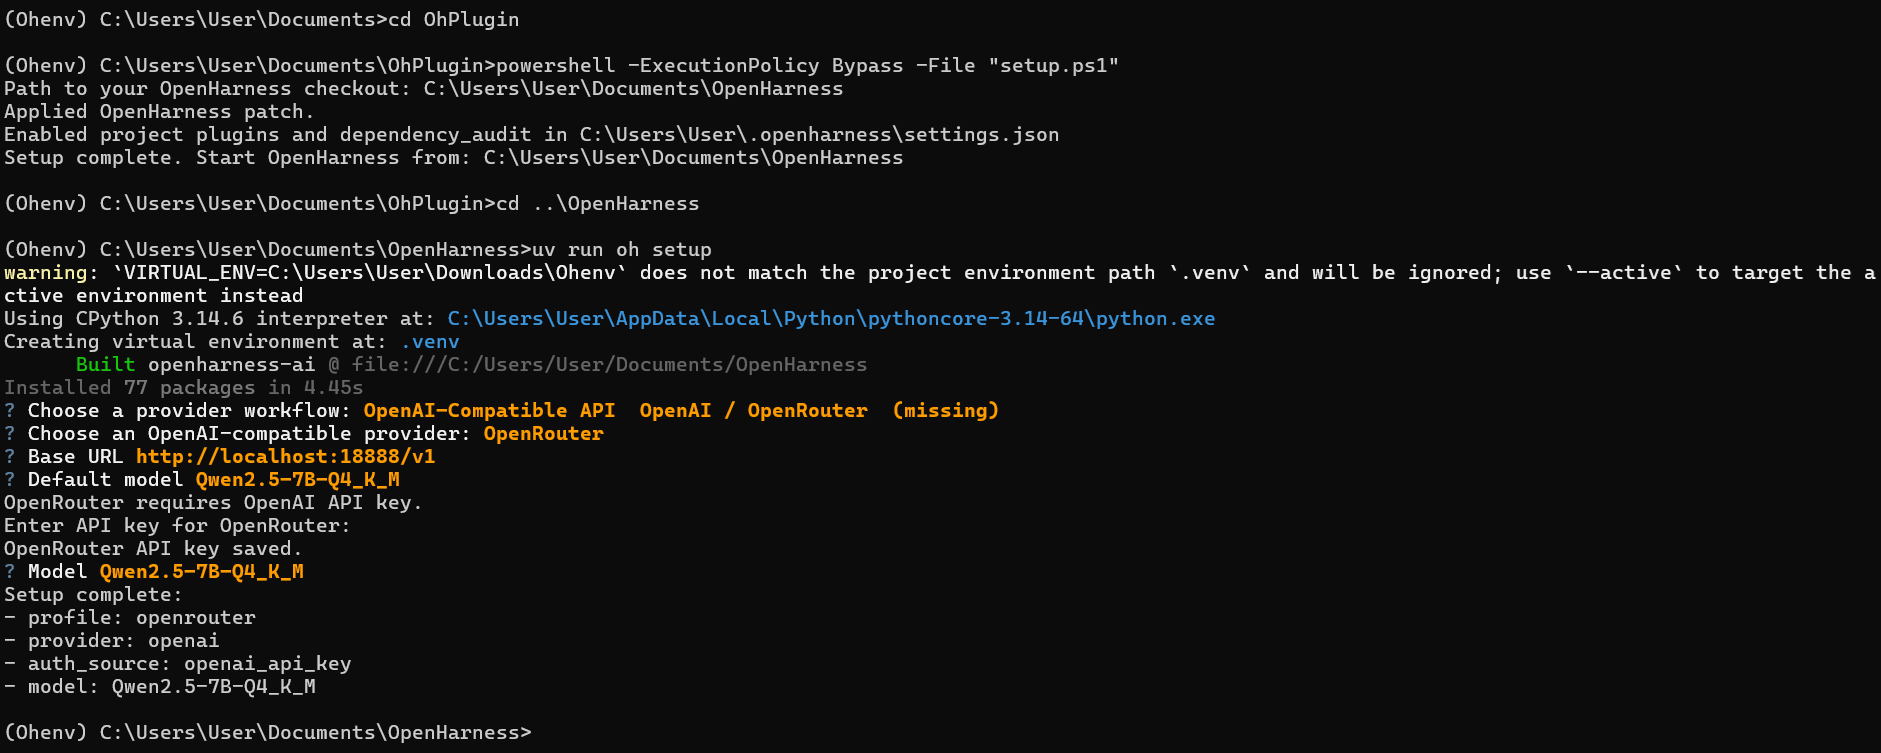 (Ohenv) C:\Users\User\Documents>cd OhPlugin

(Ohenv) C:\Users\User\Documents\OhPlugin>powershell -ExecutionPolicy Bypass -File "setup.ps1"
Path to your OpenHarness checkout: C:\Users\User\Documents\OpenHarness
Applied OpenHarness patch.
Enabled project plugins and dependency_audit in C:\Users\User\.openharness\settings.json
Setup complete. Start OpenHarness from: C:\Users\User\Documents\OpenHarness

(Ohenv) C:\Users\User\Documents\OhPlugin>cd ..\OpenHarness

(Ohenv) C:\Users\User\Documents\OpenHarness>uv run oh setup
warning: `VIRTUAL_ENV=C:\Users\User\Downloads\Ohenv` does not match the project environment path `.venv` and will be ignored; use `--active` to target the a
ctive environment instead
Using CPython 3.14.6 interpreter at: C:\Users\User\AppData\Local\Python\pythoncore-3.14-64\python.exe
Creating virtual environment at: .venv
      Built openharness-ai @ file:///C:/Users/User/Documents/OpenHarness
Installed 77 packages in 4.45s
? Choose a provider workflow: OpenAI-Compatible API  OpenAI / OpenRouter  (missing)
? Choose an OpenAI-compatible provider: OpenRouter
? Base URL http://localhost:18888/v1
? Default model Qwen2.5-7B-Q4_K_M
OpenRouter requires OpenAI API key.
Enter API key for OpenRouter:
OpenRouter API key saved.
? Model Qwen2.5-7B-Q4_K_M
Setup complete:
- profile: openrouter
- provider: openai
- auth_source: openai_api_key
- model: Qwen2.5-7B-Q4_K_M

(Ohenv) C:\Users\User\Documents\OpenHarness>